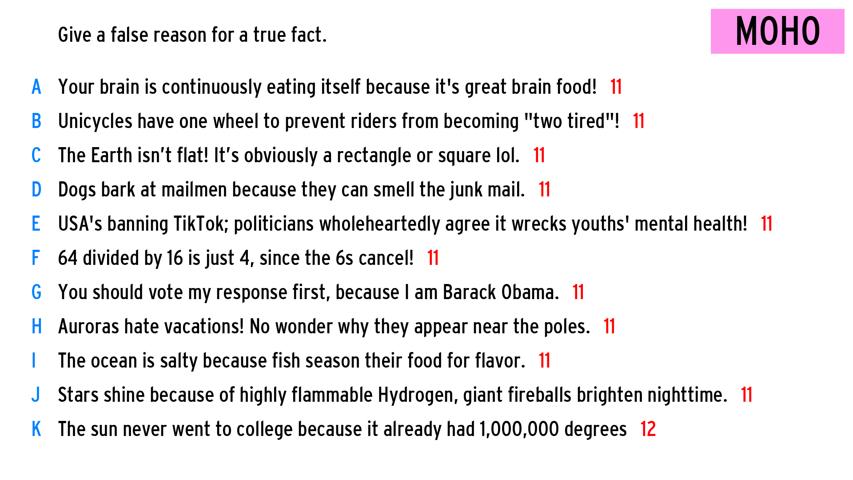 Give a false reason for a true fact.
MOHO
A Your brain is continuously eating itself because it's great brain food! 11
B Unicycles have one wheel to prevent riders from becoming "two tired"! 11
C The Earth isn’t flat! It’s obviously a rectangle or square lol. 11
D Dogs bark at mailmen because they can smell the junk mail. 11
E USA's banning TikTok; politicians wholeheartedly agree it wrecks youths' mental health! 11
F 64 divided by 16 is just 4, since the 6s cancel! 11
G You should vote my response first, because I am Barack Obama. 11
H Auroras hate vacations! No wonder why they appear near the poles. 11
I The ocean is salty because fish season their food for flavor. 11
J Stars shine because of highly flammable Hydrogen, giant fireballs brighten nighttime. 11
K The sun never went to college because it already had 1,000,000 degrees 12